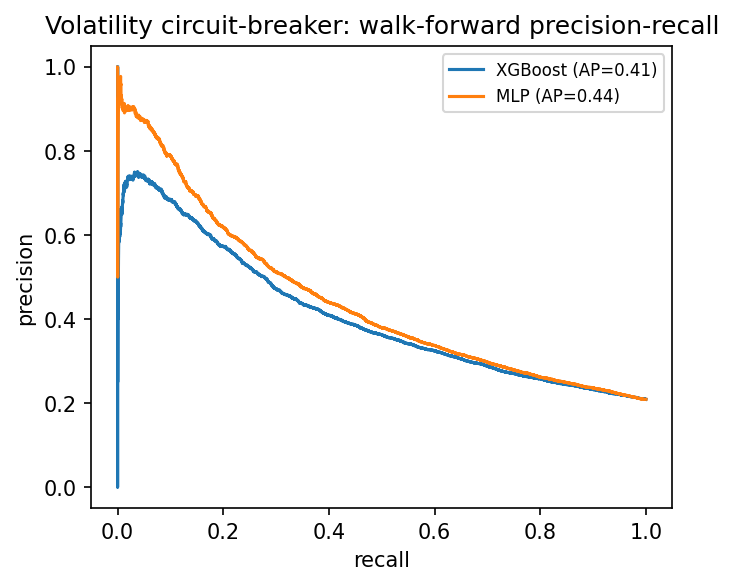 Volatility circuit-breaker: walk-forward precision-recall
XGBoost (AP=0.41)
MLP (AP=0.44)
precision
1.0
0.8
0.6
0.4
0.2
0.0
0.0 0.2 0.4 0.6 0.8 1.0
recall